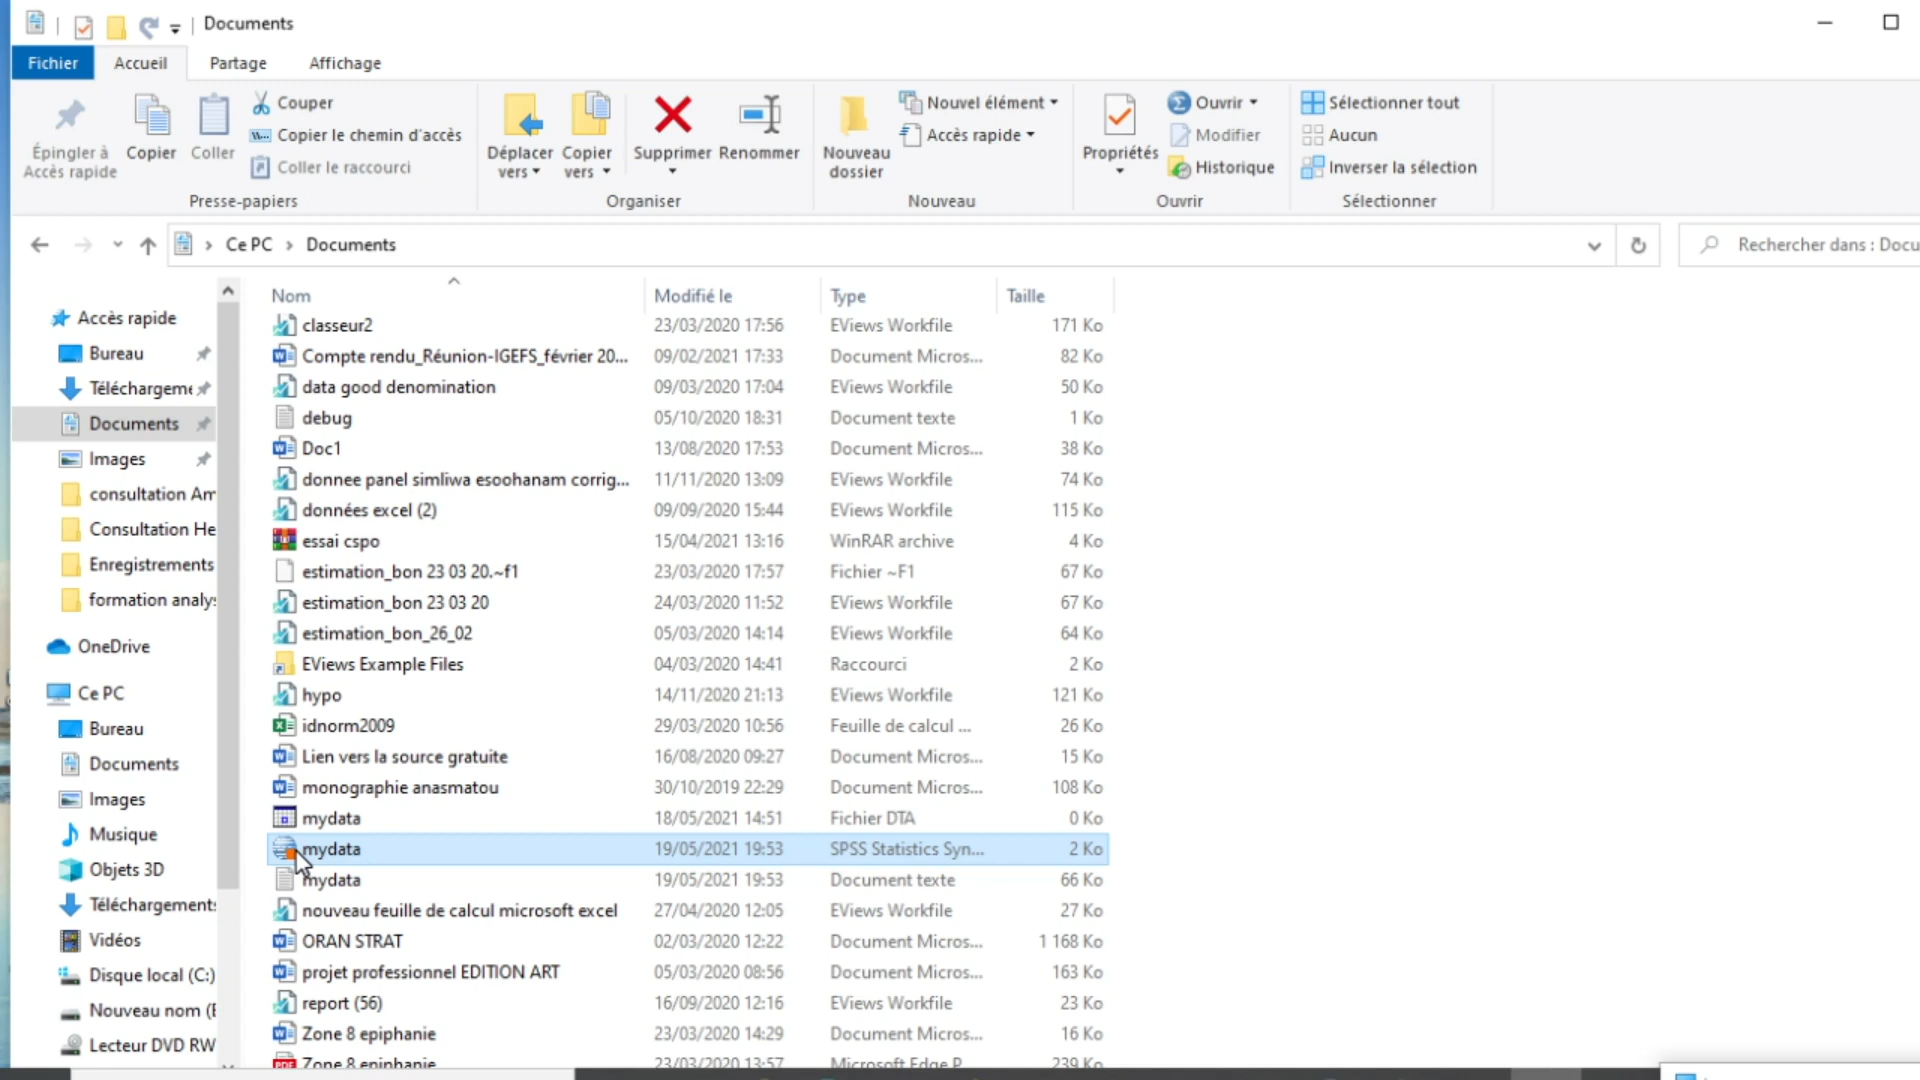 Documents
Fichier Accueil Partage Affichage
Épingler à Accès rapide
Copier
Coller
Couper
Copier le chemin d'accès
Coller le raccourci
Presse-papiers
Déplacer vers
Copier vers
Supprimer
Renommer
Organiser
Nouveau dossier
Nouvel élément
Accès rapide
Nouveau
Propriétés
Ouvrir
Modifier
Historique
Ouvrir
Sélectionner tout
Aucun
Inverser la sélection
Sélectionner
Ce PC > Documents
Rechercher dans : Docu
Accès rapide
Bureau
Téléchargeme
Documents
Images
consultation Am
Consultation He
Enregistrements
formation analy
OneDrive
Ce PC
Bureau
Documents
Images
Musique
Objets 3D
Téléchargements
Vidéos
Disque local (C:)
Nouveau nom (E
Lecteur DVD RW
Nom Modifié le Type Taille
classeur2 23/03/2020 17:56 EViews Workfile 171 Ko
Compte rendu_Réunion-IGEFS_février 20... 09/02/2021 17:33 Document Micros... 82 Ko
data good denomination 09/03/2020 17:04 EViews Workfile 50 Ko
debug 05/10/2020 18:31 Document texte 1 Ko
Doc1 13/08/2020 17:53 Document Micros... 38 Ko
donnee panel simliwa esoohanam corrig... 11/11/2020 13:09 EViews Workfile 74 Ko
données excel (2) 09/09/2020 15:44 EViews Workfile 115 Ko
essai cspo 15/04/2021 13:16 WinRAR archive 4 Ko
estimation_bon 23 03 20.~f1 23/03/2020 17:57 Fichier ~F1 67 Ko
estimation_bon 23 03 20 24/03/2020 11:52 EViews Workfile 67 Ko
estimation_bon_26_02 05/03/2020 14:14 EViews Workfile 64 Ko
EViews Example Files 04/03/2020 14:41 Raccourci 2 Ko
hypo 14/11/2020 21:13 EViews Workfile 121 Ko
idnorm2009 29/03/2020 10:56 Feuille de calcul ... 26 Ko
Lien vers la source gratuite 16/08/2020 09:27 Document Micros... 15 Ko
monographie anasmatou 30/10/2019 22:29 Document Micros... 108 Ko
mydata 18/05/2021 14:51 Fichier DTA 0 Ko
mydata 19/05/2021 19:53 SPSS Statistics Syn... 2 Ko
mydata 19/05/2021 19:53 Document texte 66 Ko
nouveau feuille de calcul microsoft excel 27/04/2020 12:05 EViews Workfile 27 Ko
ORAN STRAT 02/03/2020 12:22 Document Micros... 1 168 Ko
projet professionnel EDITION ART 05/03/2020 08:56 Document Micros... 163 Ko
report (56) 16/09/2020 12:16 EViews Workfile 23 Ko
Zone 8 epiphanie 23/03/2020 14:29 Document Micros... 16 Ko
Zone 8 epiphanie 23/03/2020 13:57 Microsoft Edge P 239 Ko